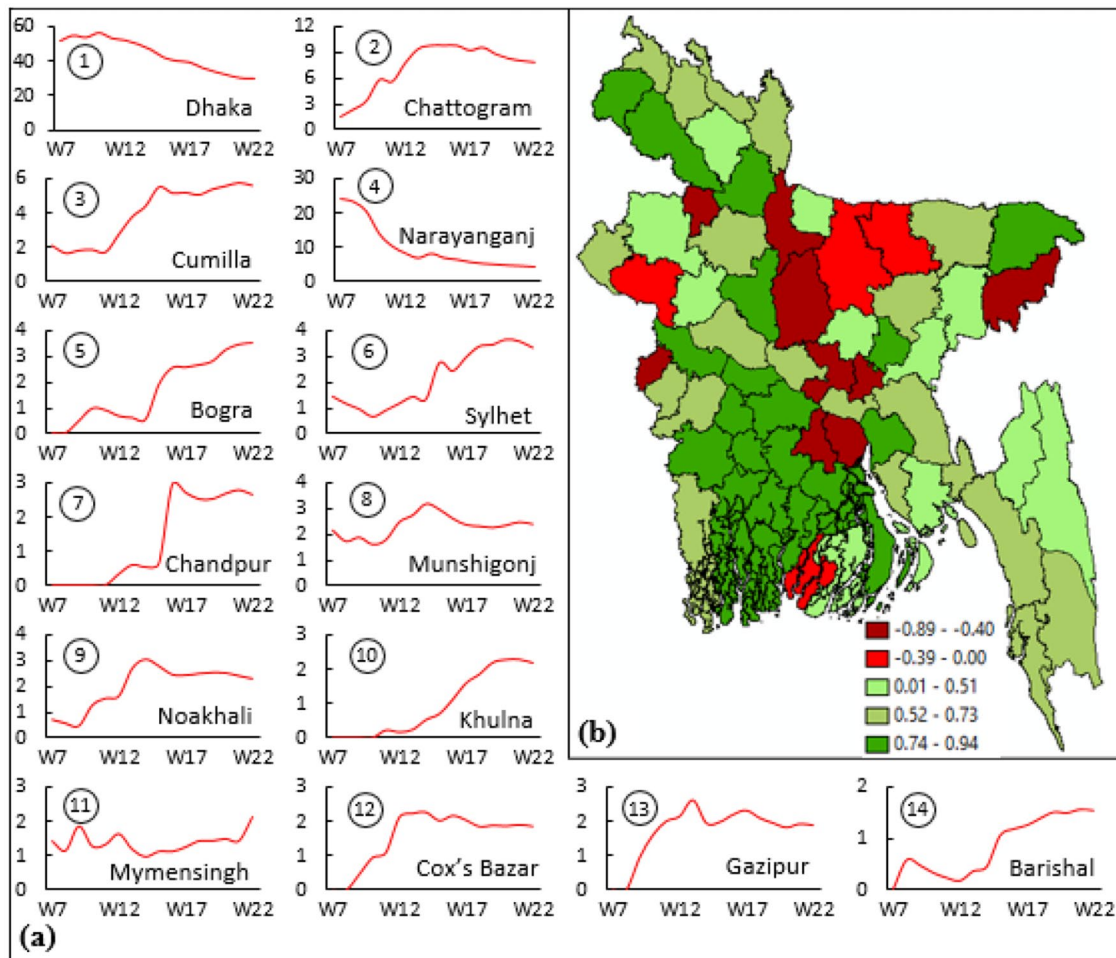 60
40
20
0
1
Dhaka
W7 W12 W17 W22
12
9
6
3
0
2
Chattogram
W7 W12 W17 W22
6
4
2
0
3
Cumilla
W7 W12 W17 W22
30
20
10
0
4
Narayanganj
W7 W12 W17 W22
4
3
2
1
0
5
Bogra
W7 W12 W17 W22
4
3
2
1
0
6
Sylhet
W7 W12 W17 W22
3
2
1
0
7
Chandpur
W7 W12 W17 W22
4
3
2
1
0
8
Munshigonj
W7 W12 W17 W22
4
3
2
1
0
9
Noakhali
W7 W12 W17 W22
3
2
1
0
10
Khulna
W7 W12 W17 W22
-0.89 - -0.40
-0.39 - 0.00
0.01 - 0.51
0.52 - 0.73
0.74 - 0.94
(b)
3
2
1
0
11
Mymensingh
W7 W12 W17 W22
3
2
1
0
12
Cox's Bazar
W7 W12 W17 W22
3
2
1
0
13
Gazipur
W7 W12 W17 W22
2
1
0
14
Barishal
W7 W12 W17 W22
(a)